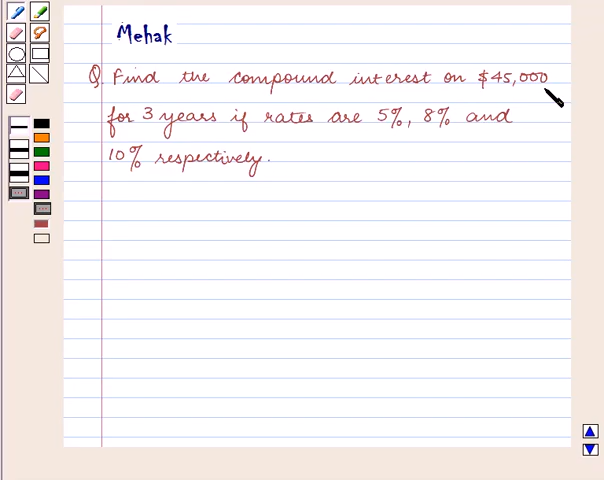 Mehak
Q. Find the compound interest on $45,000
for 3 years if rates are 5%, 8% and
10% respectively.